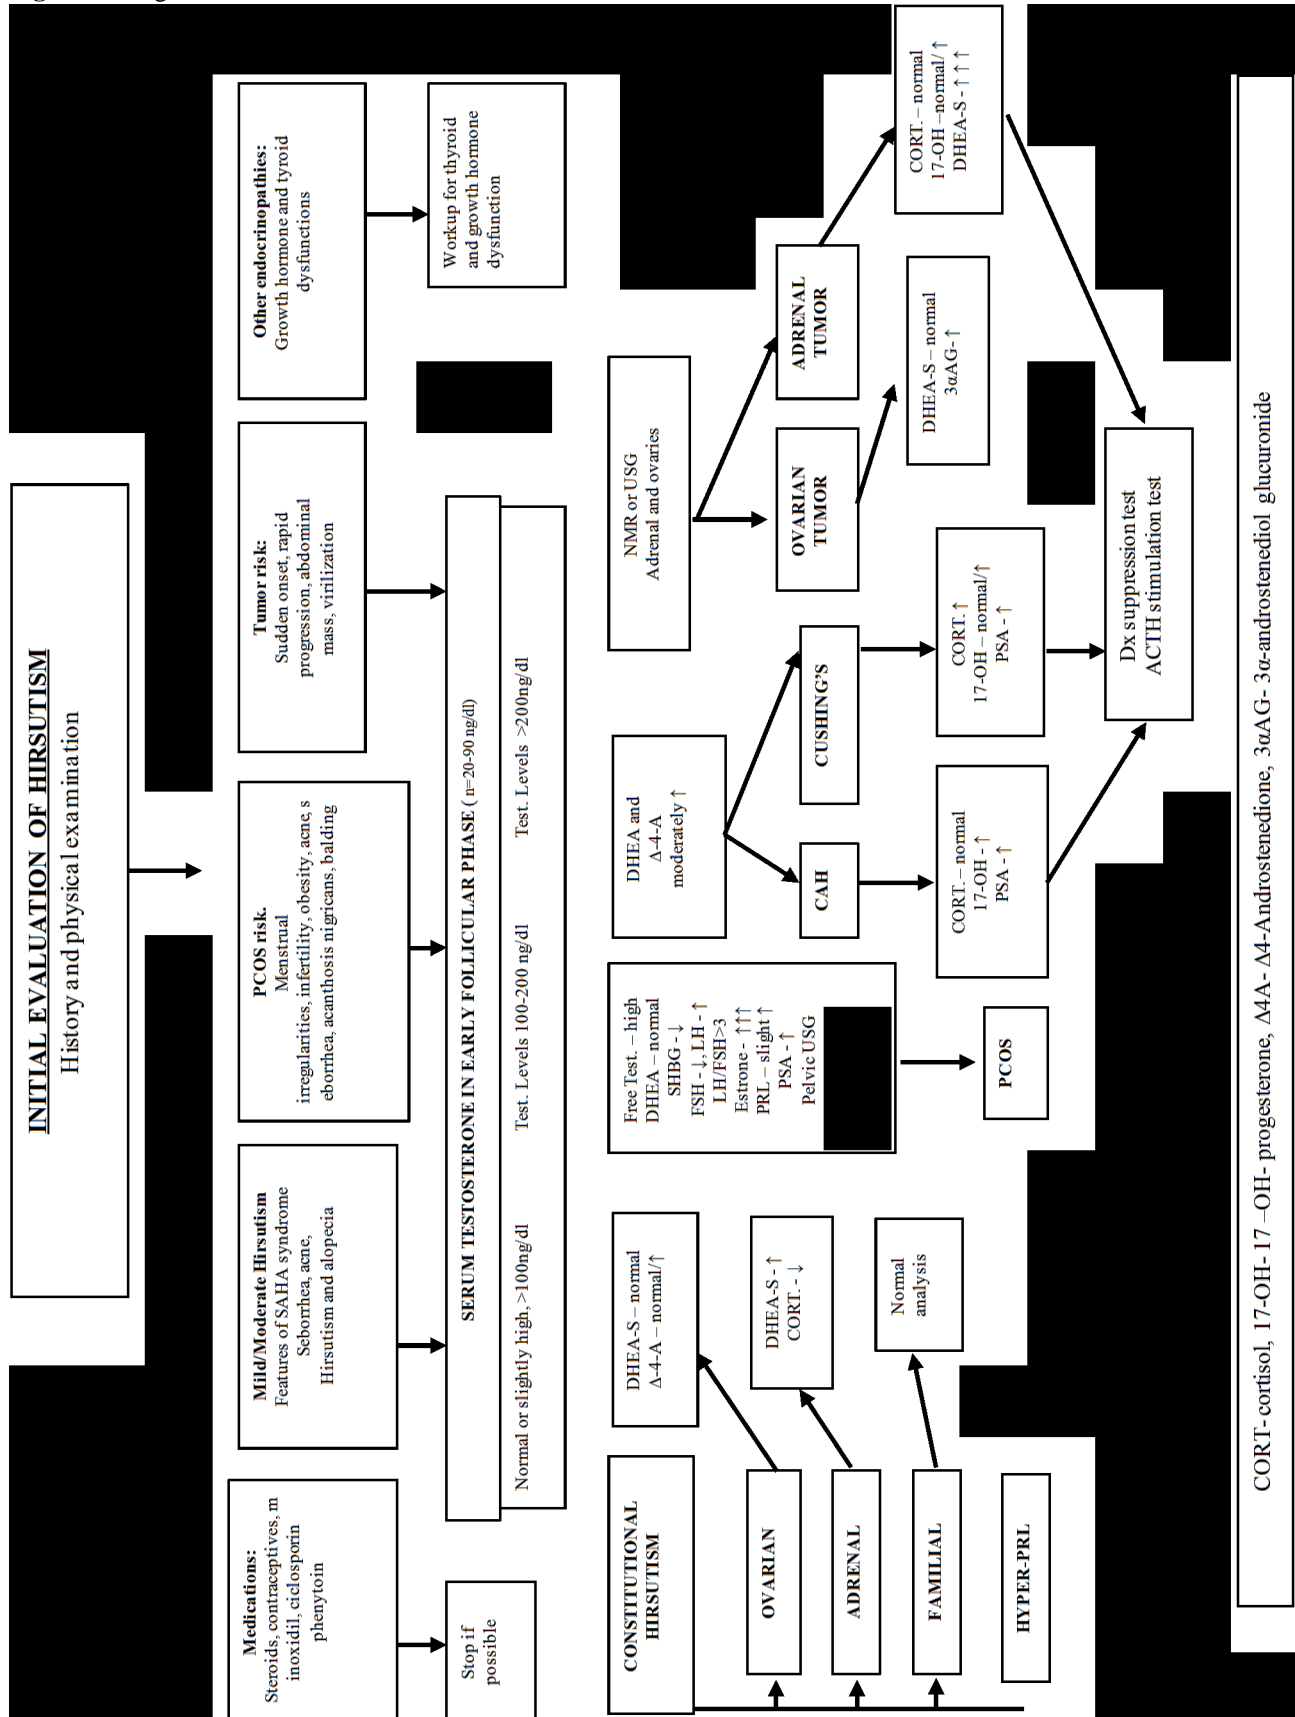 INITIAL EVALUATION OF HIRSUTISM
History and physical examination
Medications:
Steroids, contraceptives, m
inoxidil, ciclosporin
phenytoin
Mild/Moderate Hirsutism
Features of SAHA syndrome
Seborrhea, acne,
Hirsutism and alopecia
PCOS risk.
Menstrual
irregularities, infertility, obesity, acne, s
eborrhea, acanthosis nigricans, balding
Tumor risk:
Sudden onset, rapid
progression, abdominal
mass, virilization
Other endocrinopathies:
Growth hormone and tyroid
dysfunctions
Stop if
possible
SERUM TESTOSTERONE IN EARLY FOLLICULAR PHASE ( n=20-90 ng/dl)
Normal or slightly high, >100ng/dl
Test. Levels 100-200 ng/dl
Test. Levels >200ng/dl
Workup for thyroid
and growth hormone
dysfunction
CONSTITUTIONAL
HIRSUTISM
DHEA-S – normal
Δ-4-A – normal/↑
Free Test. – high
DHEA – normal
SHBG - ↓
FSH - ↓, LH - ↑
LH/FSH>3
Estrone - ↑↑↑
PRL – slight ↑
PSA - ↑
Pelvic USG
DHEA and
Δ-4-A
moderately ↑
NMR or USG
Adrenal and ovaries
OVARIAN
DHEA-S - ↑
CORT. - ↓
CAH
CUSHING'S
OVARIAN
TUMOR
ADRENAL
TUMOR
ADRENAL
Normal
analysis
FAMILIAL
CORT. – normal
17-OH - ↑
PSA - ↑
CORT. ↑
17-OH – normal/↑
PSA - ↑
DHEA-S – normal
3αAG- ↑
CORT. – normal
17-OH –normal/ ↑
DHEA-S - ↑ ↑ ↑
HYPER-PRL
PCOS
Dx suppression test
ACTH stimulation test
CORT- cortisol, 17-OH- 17 –OH- progesterone, Δ4A- Δ4-Androstenedione, 3αAG- 3α-androstenediol glucuronide